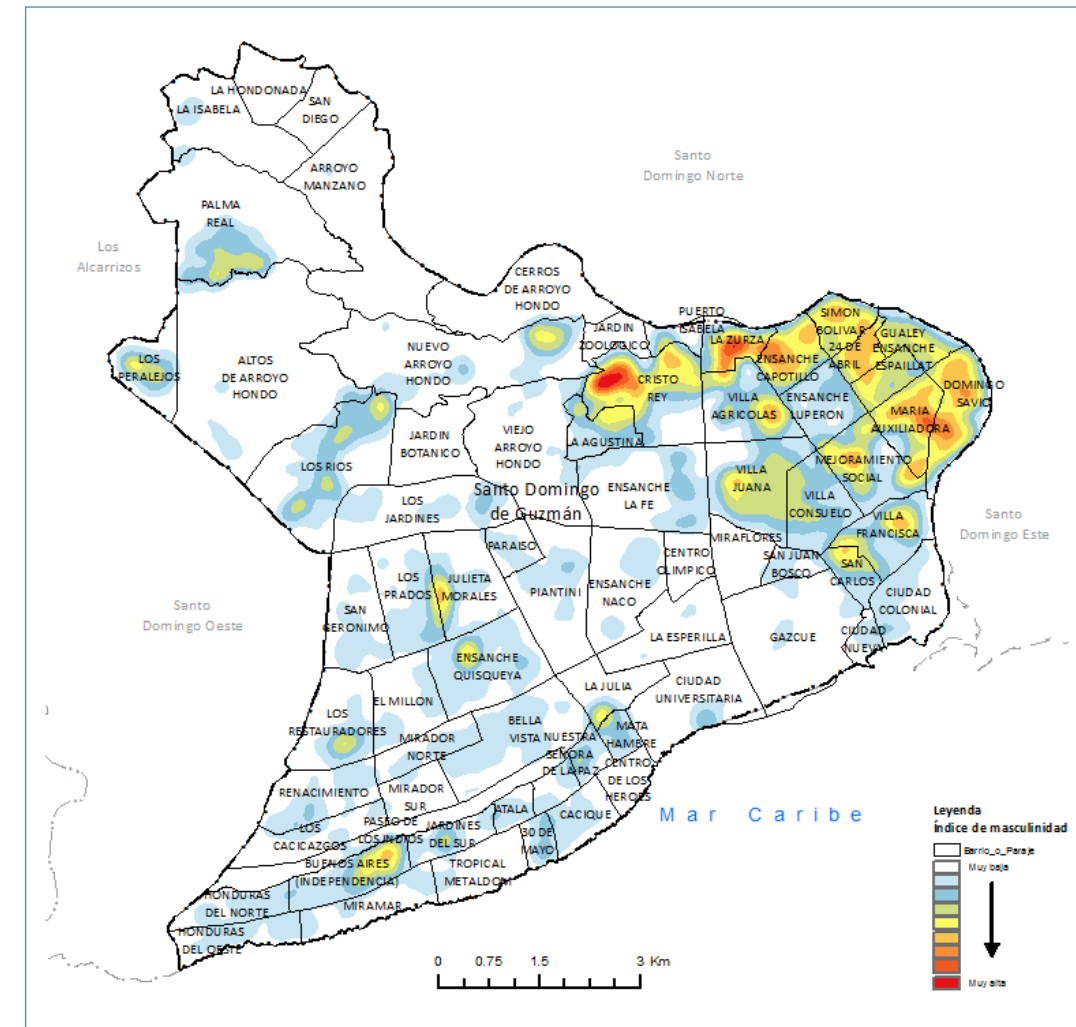 LA HONDONADA
LA ISABELA
SAN
DIEGO
ARROYO
MANZANO
Santo
Domingo Norte
PALMA
REAL
Los
Alcarrizos
CERROS
DE ARROYO
HONDO
PUERTO
ISABELA
JARDIN
ZOOLOGICO
LA ZURZA
SIMON
BOLIVAR
24 DE
ABRIL
GUALEY
ENSANCHE
ESPAILLAT
ENSANCHE
CAPOTILLO
LOS
PERALEJOS
ALTOS
DE ARROYO
HONDO
NUEVO
ARROYO
HONDO
CRISTO
REY
VILLA
AGRICOLAS
ENSANCHE
LUPERON
DOMINGO
SAVIO
MARIA
AUXILIADORA
JARDIN
BOTANICO
VIEJO
ARROYO
HONDO
LA AGUSTINA
LOS RIOS
MEJORAMIENTO
SOCIAL
VILLA
JUANA
ENSANCHE
LA FE
Santo Domingo
de Guzmán
LOS
JARDINES
VILLA
CONSUELO
VILLA
FRANCISCA
Santo
Domingo Este
MIRAFLORES
PARAISO
SAN JUAN
BOSCO
CENTRO
OLIMPICO
SAN
CARLOS
LOS
PRADOS
JULIETA
MORALES
PIANTINI
ENSANCHE
NACO
CIUDAD
COLONIAL
Santo
Domingo Oeste
SAN
GERONIMO
LA ESPERILLA
GAZCUE
CIUDAD
NUEVA
ENSANCHE
QUISQUEYA
LA JULIA
CIUDAD
UNIVERSITARIA
EL MILLON
LOS
RESTAURADORES
MIRADOR
NORTE
BELLA
VISTA
NUESTRA
SEÑORA
DE LA PAZ
MATA
HAMBRE
CENTRO
DE LOS
HEROES
RENACIMIENTO
MIRADOR
SUR
Mar Caribe
LOS
CACICAZGOS
PASEO DE
LOS INDIOS
JARDINES
DEL SUR
ATALA
CACIQUE
30 DE
MAYO
BUENOS AIRES
(INDEPENDENCIA)
TROPICAL
METALDOM
HONDURAS
DEL NORTE
MIRAMAR
HONDURAS
DEL OESTE
0 0.75 1.5 3 Km
Leyenda
Índice de masculinidad
Barrio_o_Paraje
Muy baja
Muy alta